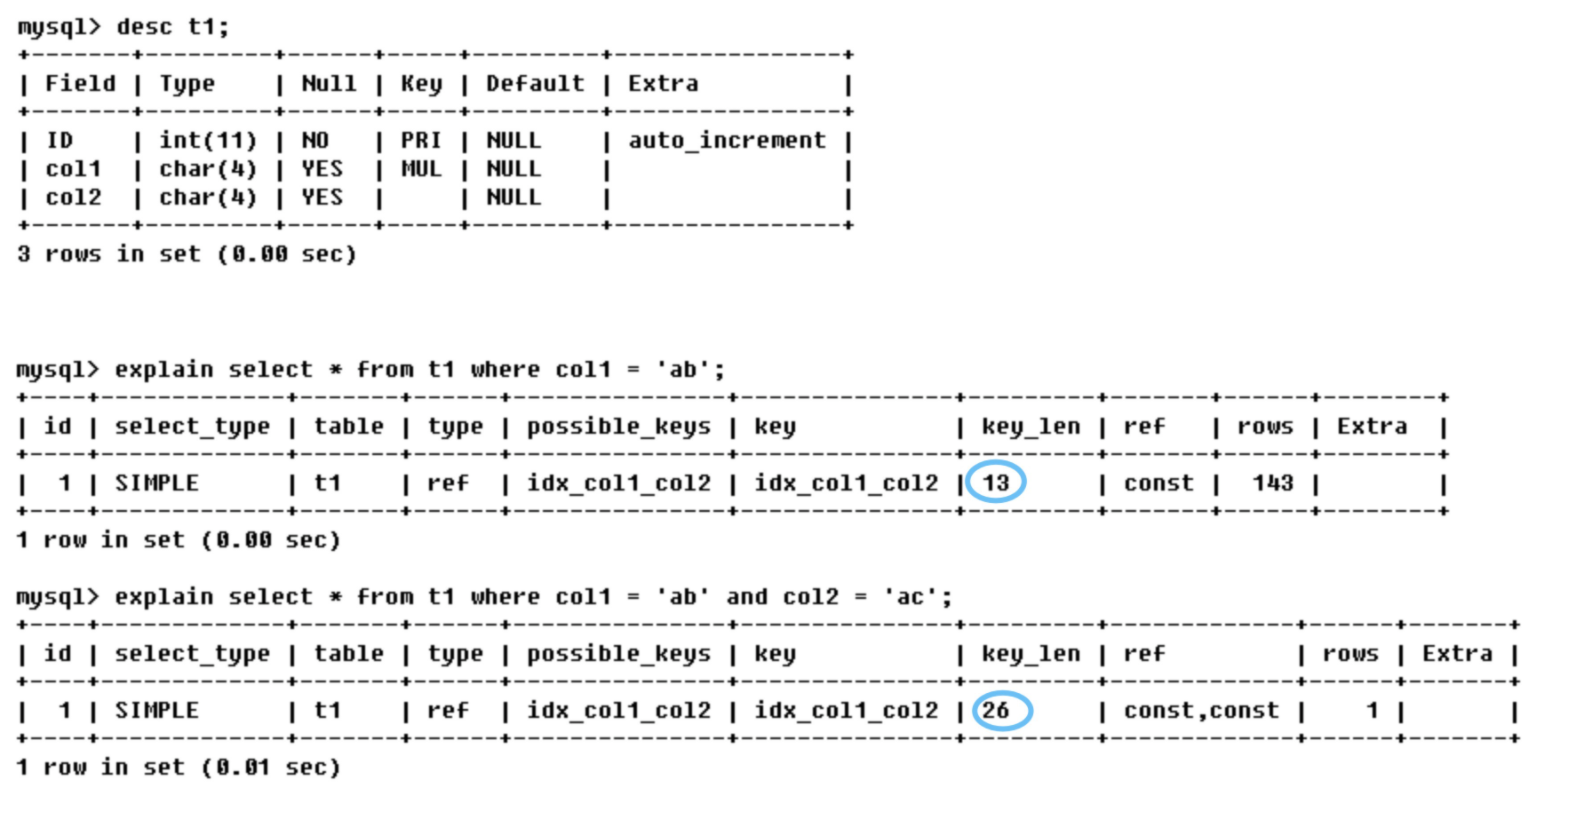 mysql> desc t1;
+-------+---------+------+-----+---------+----------------+
| Field | Type    | Null | Key | Default | Extra          |
+-------+---------+------+-----+---------+----------------+
| ID    | int(11) | NO   | PRI | NULL    | auto_increment |
| col1  | char(4) | YES  | MUL | NULL    |                |
| col2  | char(4) | YES  |     | NULL    |                |
+-------+---------+------+-----+---------+----------------+
3 rows in set (0.00 sec)
mysql> explain select * from t1 where col1 = 'ab';
+----+-------------+-------+------+---------------+---------------+---------+-------+------+-------+
| id | select_type | table | type | possible_keys | key           | key_len | ref   | rows | Extra |
+----+-------------+-------+------+---------------+---------------+---------+-------+------+-------+
| 1 | SIMPLE      | t1    | ref  | idx_col1_col2 | idx_col1_col2 | 13      | const | 143 |       |
+----+-------------+-------+------+---------------+---------------+---------+-------+------+-------+
1 row in set (0.00 sec)
mysql> explain select * from t1 where col1 = 'ab' and col2 = 'ac';
+----+-------------+-------+------+---------------+---------------+---------+-------------+------+-------+
| id | select_type | table | type | possible_keys | key           | key_len | ref         | rows | Extra |
+----+-------------+-------+------+---------------+---------------+---------+-------------+------+-------+
| 1 | SIMPLE      | t1    | ref  | idx_col1_col2 | idx_col1_col2 | 26      | const,const | 1 |       |
+----+-------------+-------+------+---------------+---------------+---------+-------------+------+-------+
1 row in set (0.01 sec)